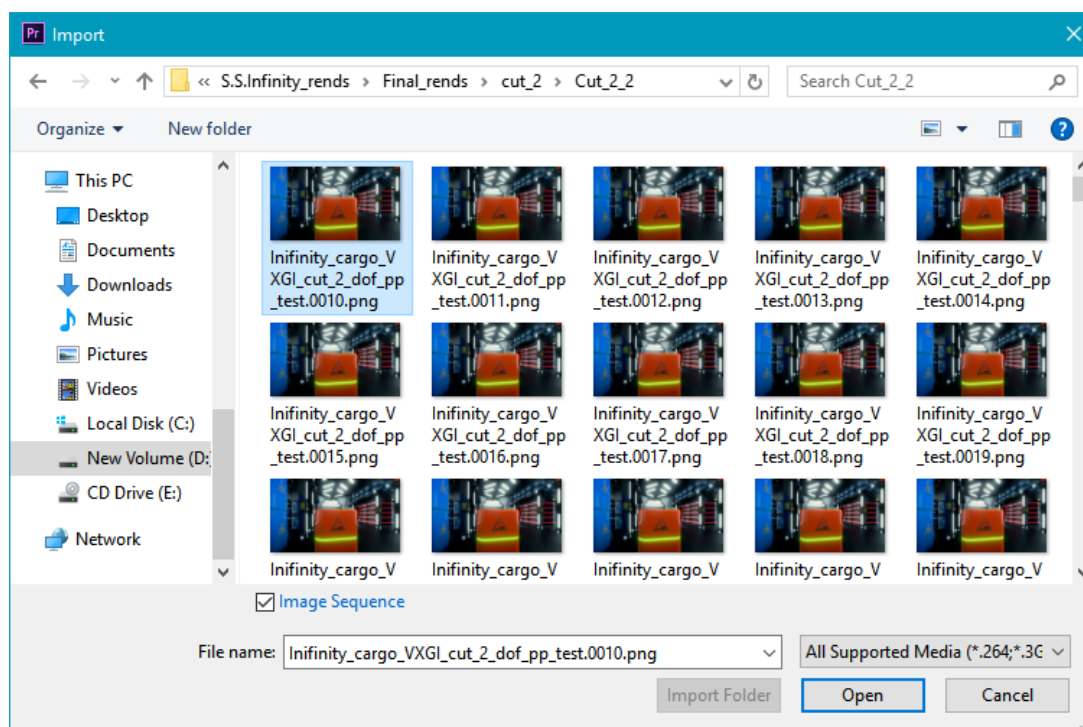 Pr Import
« S.S.Infinity_rends > Final_rends > cut_2 > Cut_2_2
Search Cut_2_2
Organize
New folder
?
This PC
Desktop
Documents
Downloads
Music
Pictures
Videos
Local Disk (C:)
New Volume (D:
CD Drive (E:)
Network
Inifinity_cargo_V
XGI_cut_2_dof_pp
_test.0010.png
Inifinity_cargo_V
XGI_cut_2_dof_pp
_test.0011.png
Inifinity_cargo_V
XGI_cut_2_dof_pp
_test.0012.png
Inifinity_cargo_V
XGI_cut_2_dof_pp
_test.0013.png
Inifinity_cargo_V
XGI_cut_2_dof_pp
_test.0014.png
Inifinity_cargo_V
XGI_cut_2_dof_pp
_test.0015.png
Inifinity_cargo_V
XGI_cut_2_dof_pp
_test.0016.png
Inifinity_cargo_V
XGI_cut_2_dof_pp
_test.0017.png
Inifinity_cargo_V
XGI_cut_2_dof_pp
_test.0018.png
Inifinity_cargo_V
XGI_cut_2_dof_pp
_test.0019.png
Inifinity_cargo_V
Inifinity_cargo_V
Inifinity_cargo_V
Inifinity_cargo_V
Inifinity_cargo_V
Image Sequence
File name:
Inifinity_cargo_VXGI_cut_2_dof_pp_test.0010.png
All Supported Media (*.264;*.3G
Import Folder
Open
Cancel